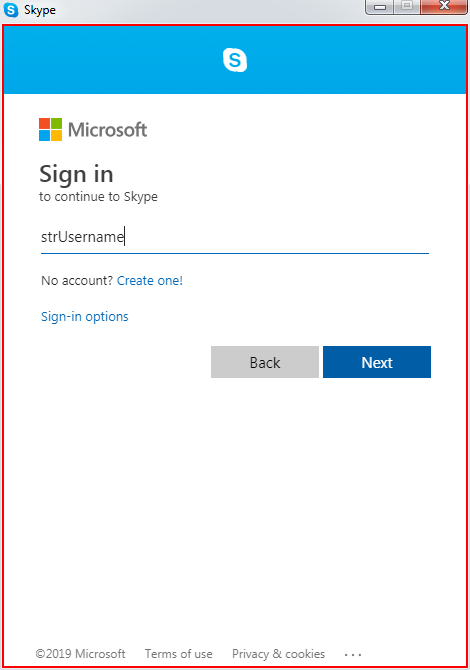 Skype
Microsoft
Sign in
to continue to Skype
strUsername
No account? Create one!
Sign-in options
Back Next
©2019 Microsoft Terms of use Privacy & cookies ...